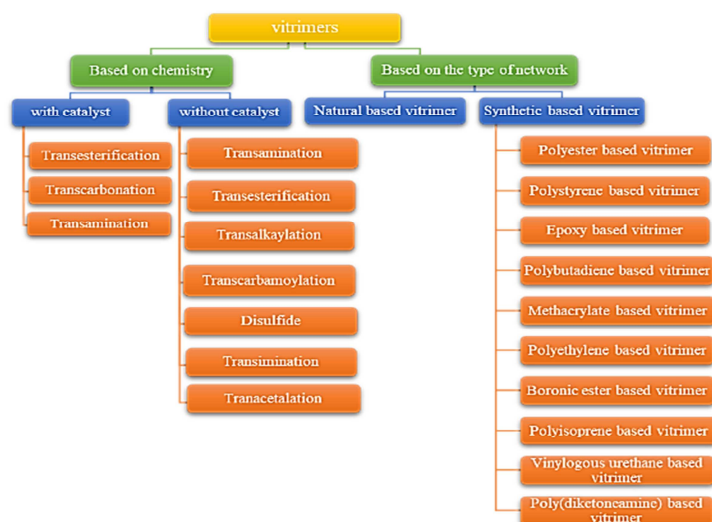 vitrimers
Based on chemistry
Based on the type of network
with catalyst
without catalyst
Natural based vitrimer
Synthetic based vitrimer
Transesterification
Transcarbonation
Transamination
Transamination
Transesterification
Transalkaylation
Transcarbamoylation
Disulfide
Transimination
Tranacetalation
Polyester based vitrimer
Polystyrene based vitrimer
Epoxy based vitrimer
Polybutadiene based vitrimer
Methacrylate based vitrimer
Polyethylene based vitrimer
Boronic ester based vitrimer
Polyisoprene based vitrimer
Vinylogous urethane based
vitrimer
Poly(diketoneamine) based
vitrimer